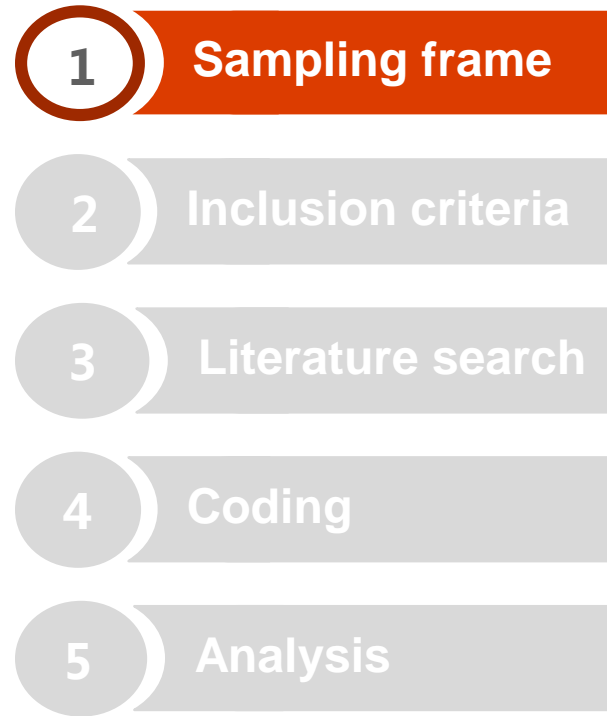 1 Sampling frame
2 Inclusion criteria
3 Literature search
4 Coding
5 Analysis